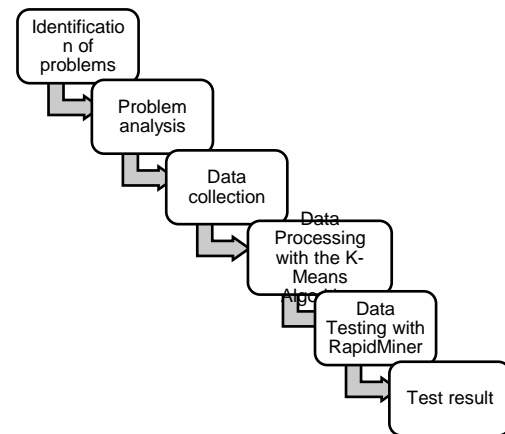 Identificatio
n of
problems
Problem
analysis
Data
collection
Data
Processing
with the K-
Means
Data
Testing with
RapidMiner
Test result